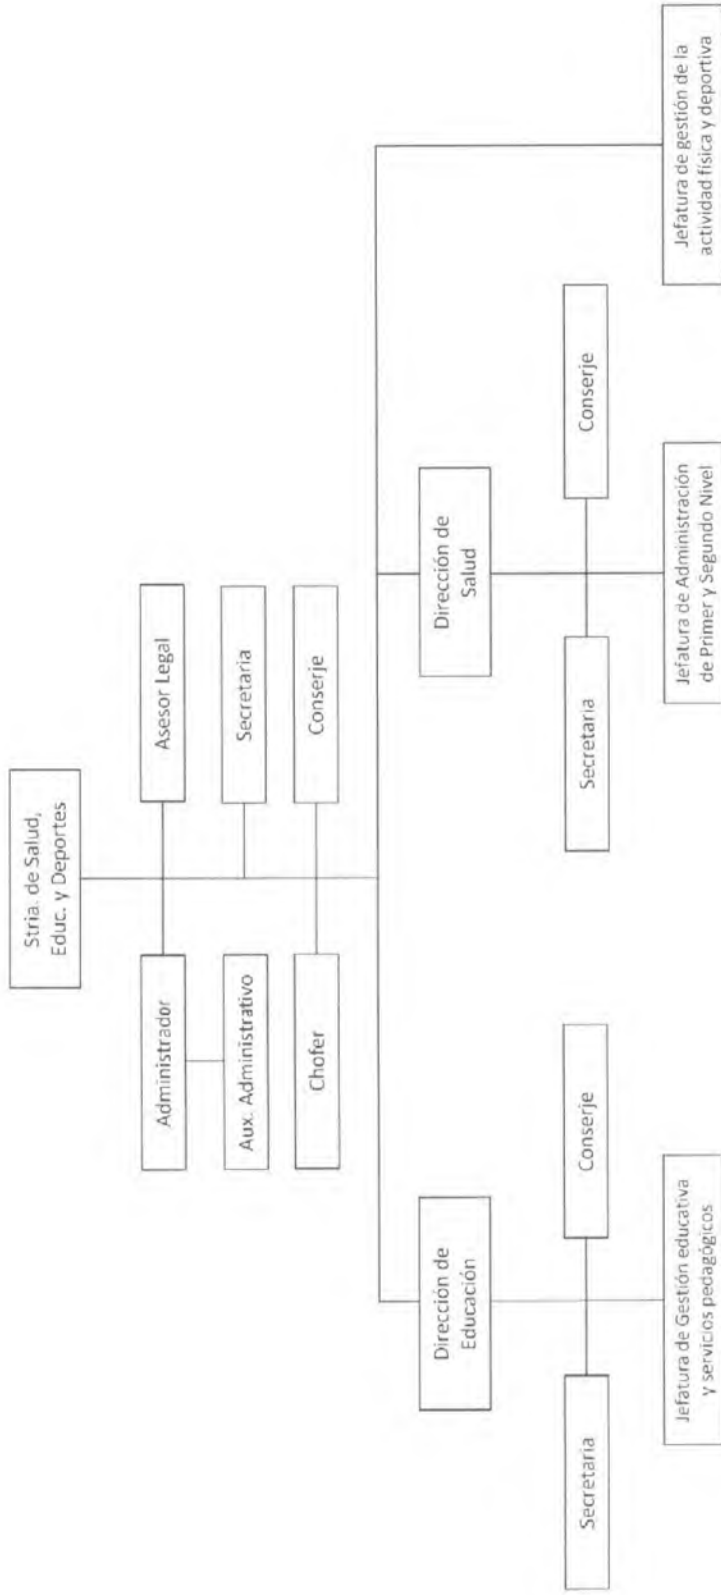 Stria. de Salud,
Educ. y Deportes
Administrador
Asesor Legal
Aux. Administrativo
Secretaria
Chofer
Conserje
Dirección de
Educación
Dirección de
Salud
Secretaria
Conserje
Secretaria
Conserje
Jefatura de Gestión educativa
y servicios pedagógicos
Jefatura de Administración
de Primer y Segundo Nivel
Jefatura de gestión de la
actividad física y deportiva